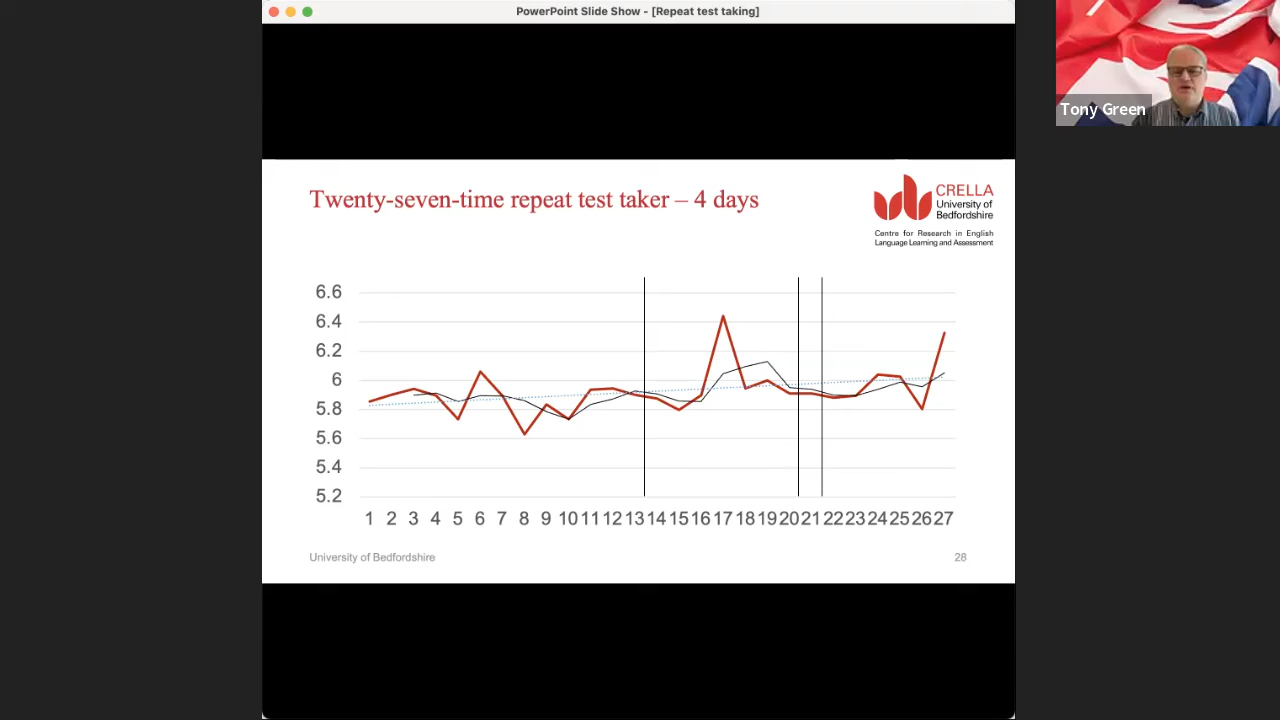 PowerPoint Slide Show - [Repeat test taking]
Tony Green
Twenty-seven-time repeat test taker – 4 days
CRELLA
University of
Bedfordshire
Centre for Research in English
Language Learning and Assessment
6.6
6.4
6.2
6
5.8
5.6
5.4
5.2
1 2 3 4 5 6 7 8 9 10 11 12 13 14 15 16 17 18 19 20 21 22 23 24 25 26 27
University of Bedfordshire
28